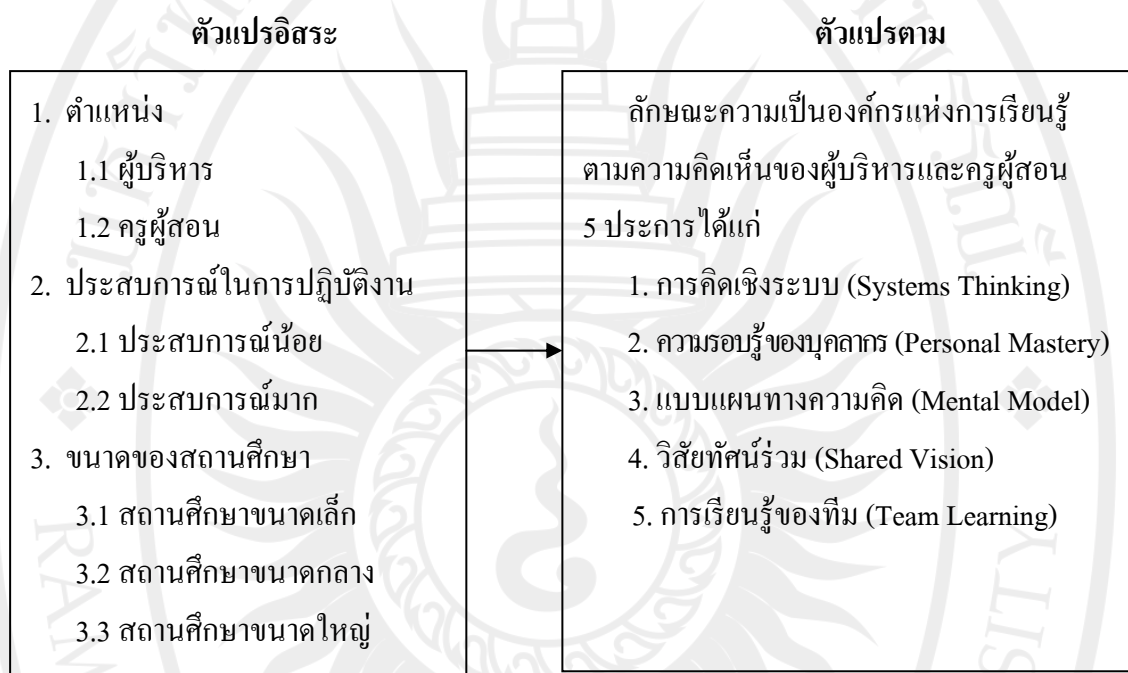 ตัวแปรอิสระ
1. ตำแหน่ง
1.1 ผู้บริหาร
1.2 ครูผู้สอน
2. ประสบการณ์ในการปฏิบัติงาน
2.1 ประสบการณ์น้อย
2.2 ประสบการณ์มาก
3. ขนาดของสถานศึกษา
3.1 สถานศึกษาขนาดเล็ก
3.2 สถานศึกษาขนาดกลาง
3.3 สถานศึกษาขนาดใหญ่
ตัวแปรตาม
ลักษณะความเป็นองค์กรแห่งการเรียนรู้
ตามความคิดเห็นของผู้บริหารและครูผู้สอน
5 ประการ ได้แก่
1. การคิดเชิงระบบ (Systems Thinking)
2. ความรอบรู้ของบุคลากร (Personal Mastery)
3. แบบแผนทางความคิด (Mental Model)
4. วิสัยทัศน์ร่วม (Shared Vision)
5. การเรียนรู้ของทีม (Team Learning)